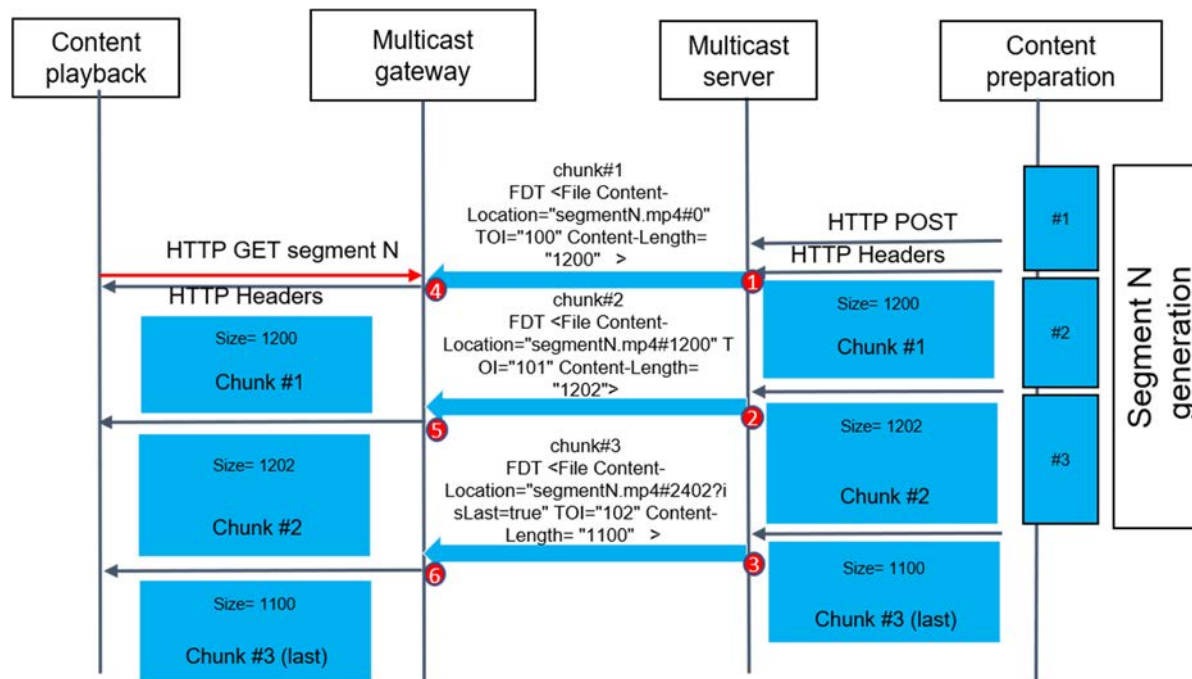 Content
playback
Multicast
gateway
Multicast
server
Content
preparation
chunk#1
FDT <File Content-
Location="segmentN.mp4#0"
TOI="100" Content-Length=
"1200" >
HTTP POST
HTTP Headers
#1
HTTP GET segment N
4
1
HTTP Headers
chunk#2
FDT <File Content-
Location="segmentN.mp4#1200" T
OI="101" Content-Length=
"1202">
Size= 1200
Chunk #1
Size= 1200
Chunk #1
#2
Segment N
generation
5
2
chunk#3
FDT <File Content-
Location="segmentN.mp4#2402?i
sLast=true" TOI="102" Content-
Length= "1100" >
Size= 1202
Chunk #2
Size= 1202
Chunk #2
#3
6
3
Size= 1100
Chunk #3 (last)
Size= 1100
Chunk #3 (last)